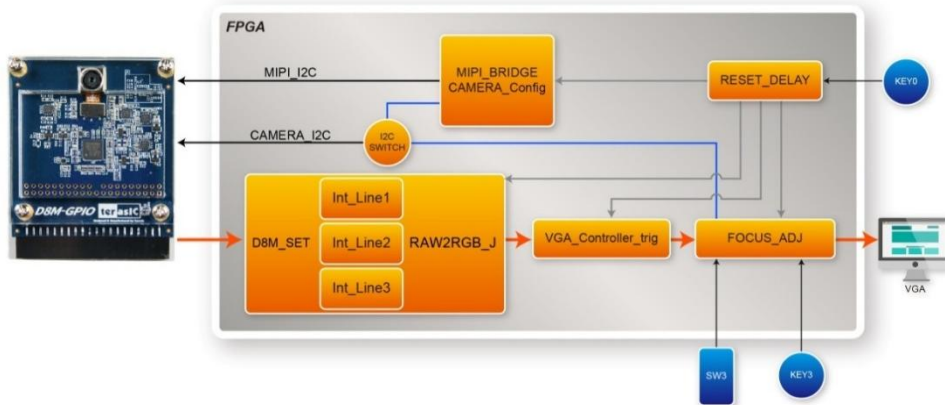 FPGA
MIPI_I2C
MIPI_BRIDGE
CAMERA_Config
RESET_DELAY
KEY0
CAMERA_I2C
I2C
SWITCH
Int_Line1
D8M_SET
Int_Line2
RAW2RGB_J
Int_Line3
VGA_Controller_trig
FOCUS_ADJ
VGA
D8M-GPIO
terasIC
SW3
KEY3